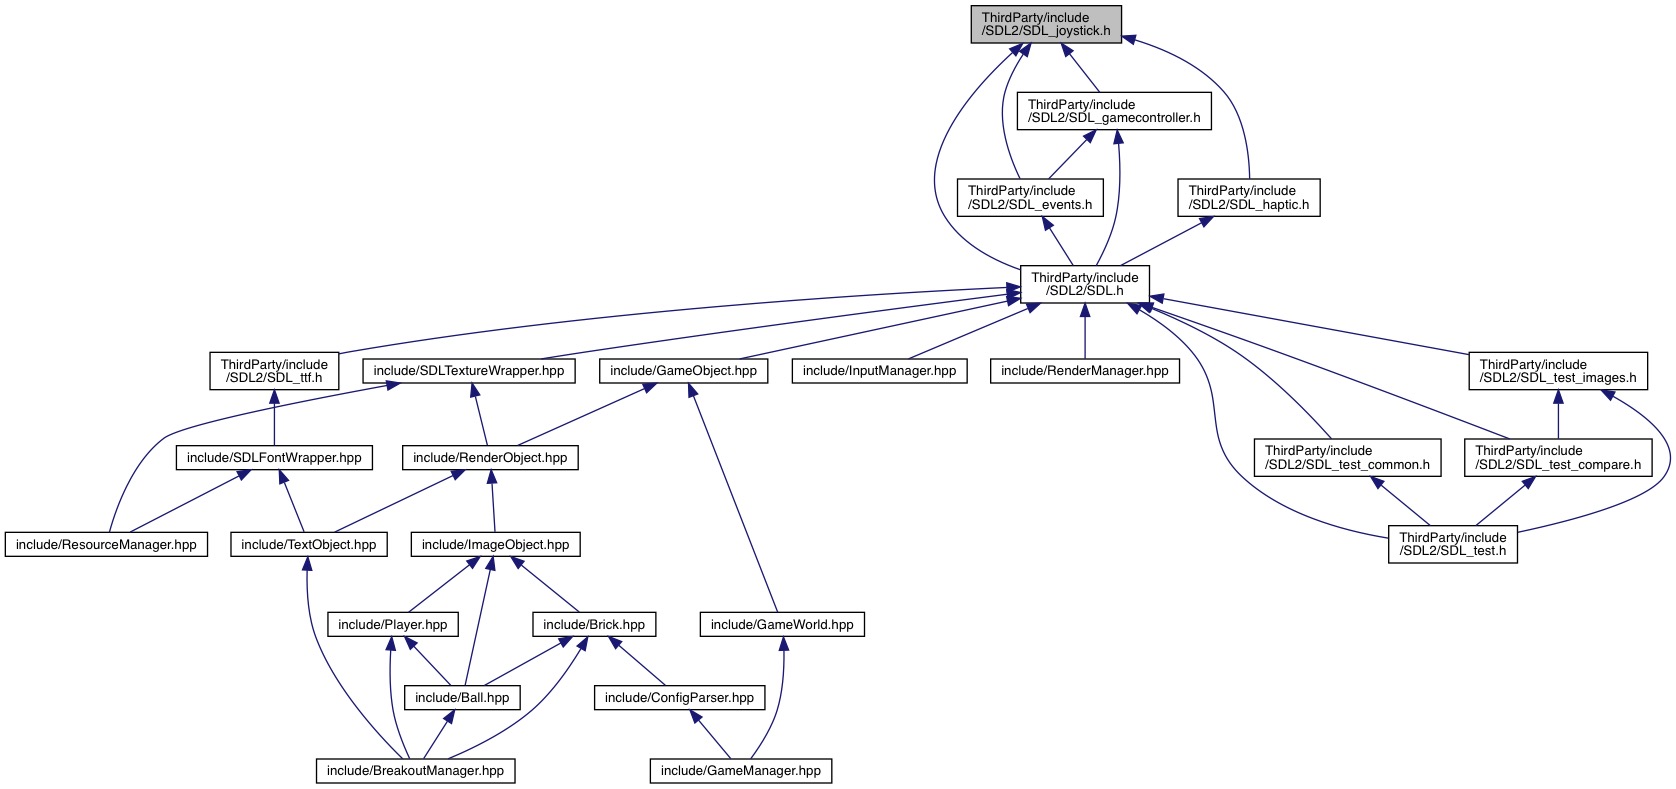 ThirdParty/include
/SDL2/SDL_joystick.h
ThirdParty/include
/SDL2/SDL_gamecontroller.h
ThirdParty/include
/SDL2/SDL_events.h
ThirdParty/include
/SDL2/SDL_haptic.h
ThirdParty/include
/SDL2/SDL.h
ThirdParty/include
/SDL2/SDL_ttf.h
include/SDLTextureWrapper.hpp
include/GameObject.hpp
include/InputManager.hpp
include/RenderManager.hpp
ThirdParty/include
/SDL2/SDL_test_images.h
include/SDLFontWrapper.hpp
include/RenderObject.hpp
ThirdParty/include
/SDL2/SDL_test_common.h
ThirdParty/include
/SDL2/SDL_test_compare.h
include/ResourceManager.hpp
include/TextObject.hpp
include/ImageObject.hpp
ThirdParty/include
/SDL2/SDL_test.h
include/Player.hpp
include/Brick.hpp
include/GameWorld.hpp
include/Ball.hpp
include/ConfigParser.hpp
include/BreakoutManager.hpp
include/GameManager.hpp